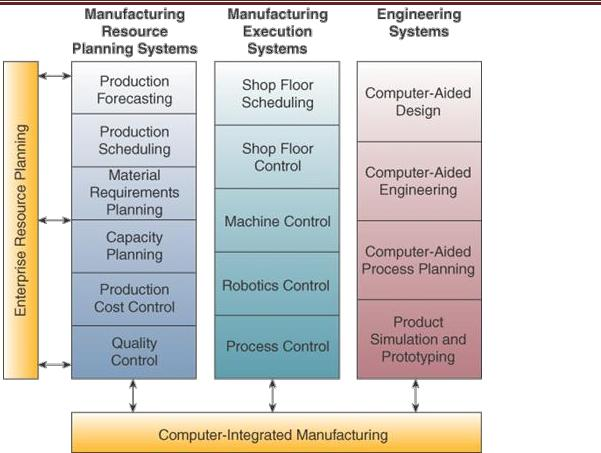 Manufacturing
Resource
Planning Systems
Manufacturing
Execution
Systems
Engineering
Systems
Enterprise Resource Planning
Production
Forecasting
Production
Scheduling
Material
Requirements
Planning
Capacity
Planning
Production
Cost Control
Quality
Control
Shop Floor
Scheduling
Shop Floor
Control
Machine Control
Robotics Control
Process Control
Computer-Aided
Design
Computer-Aided
Engineering
Computer-Aided
Process Planning
Product
Simulation and
Prototyping
Computer-Integrated Manufacturing